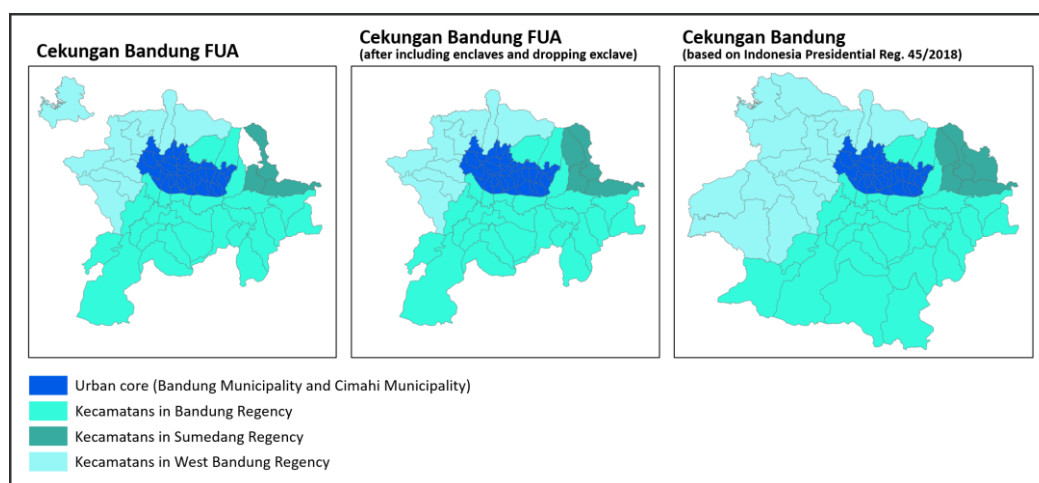 Cekungan Bandung FUA
Cekungan Bandung FUA
(after including enclaves and dropping exclave)
Cekungan Bandung
(based on Indonesia Presidential Reg. 45/2018)
Urban core (Bandung Municipality and Cimahi Municipality)
Kecamatans in Bandung Regency
Kecamatans in Sumedang Regency
Kecamatans in West Bandung Regency